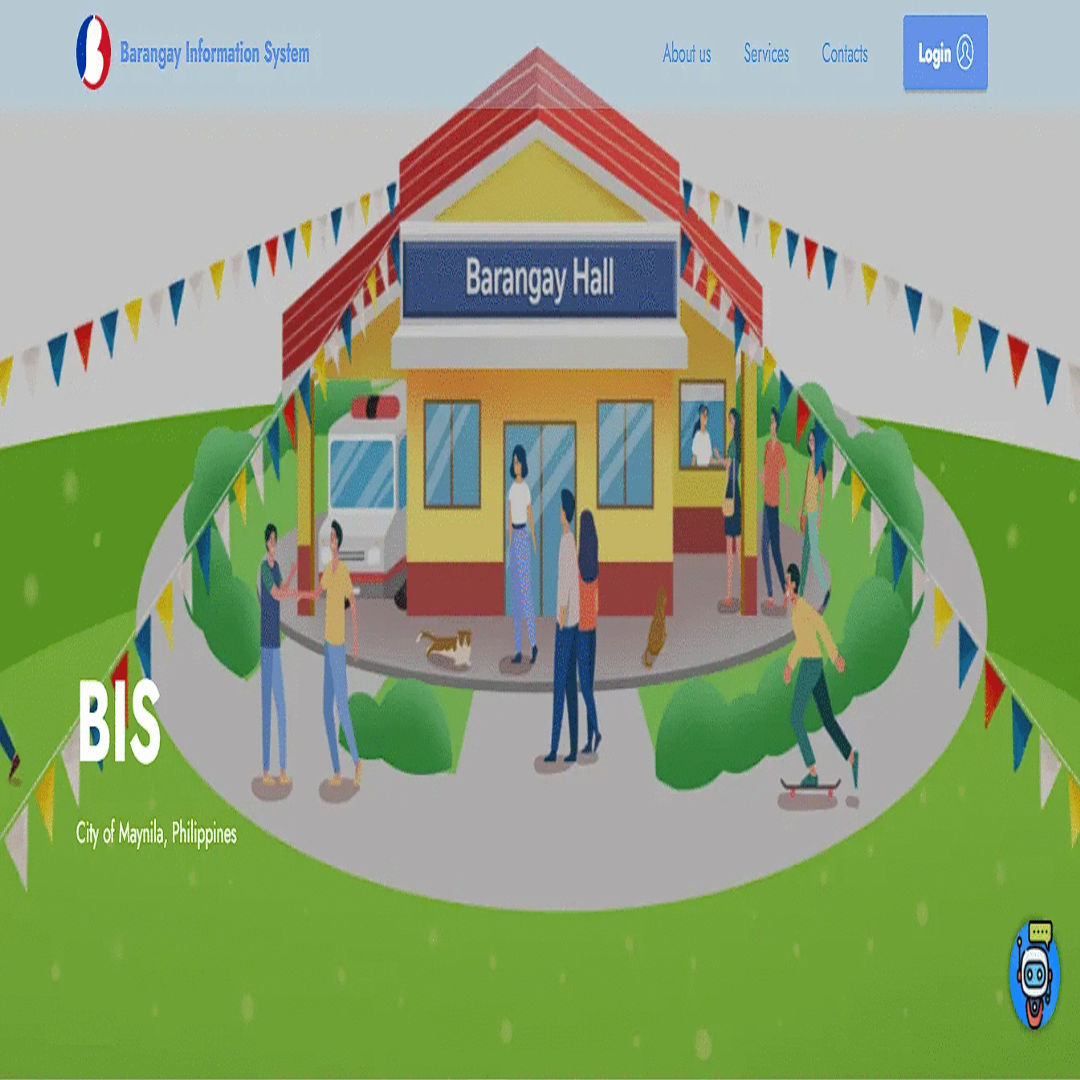 Barangay Information System
About us
Services
Contacts
Login
Barangay Hall
BIS
City of Maynila, Philippines